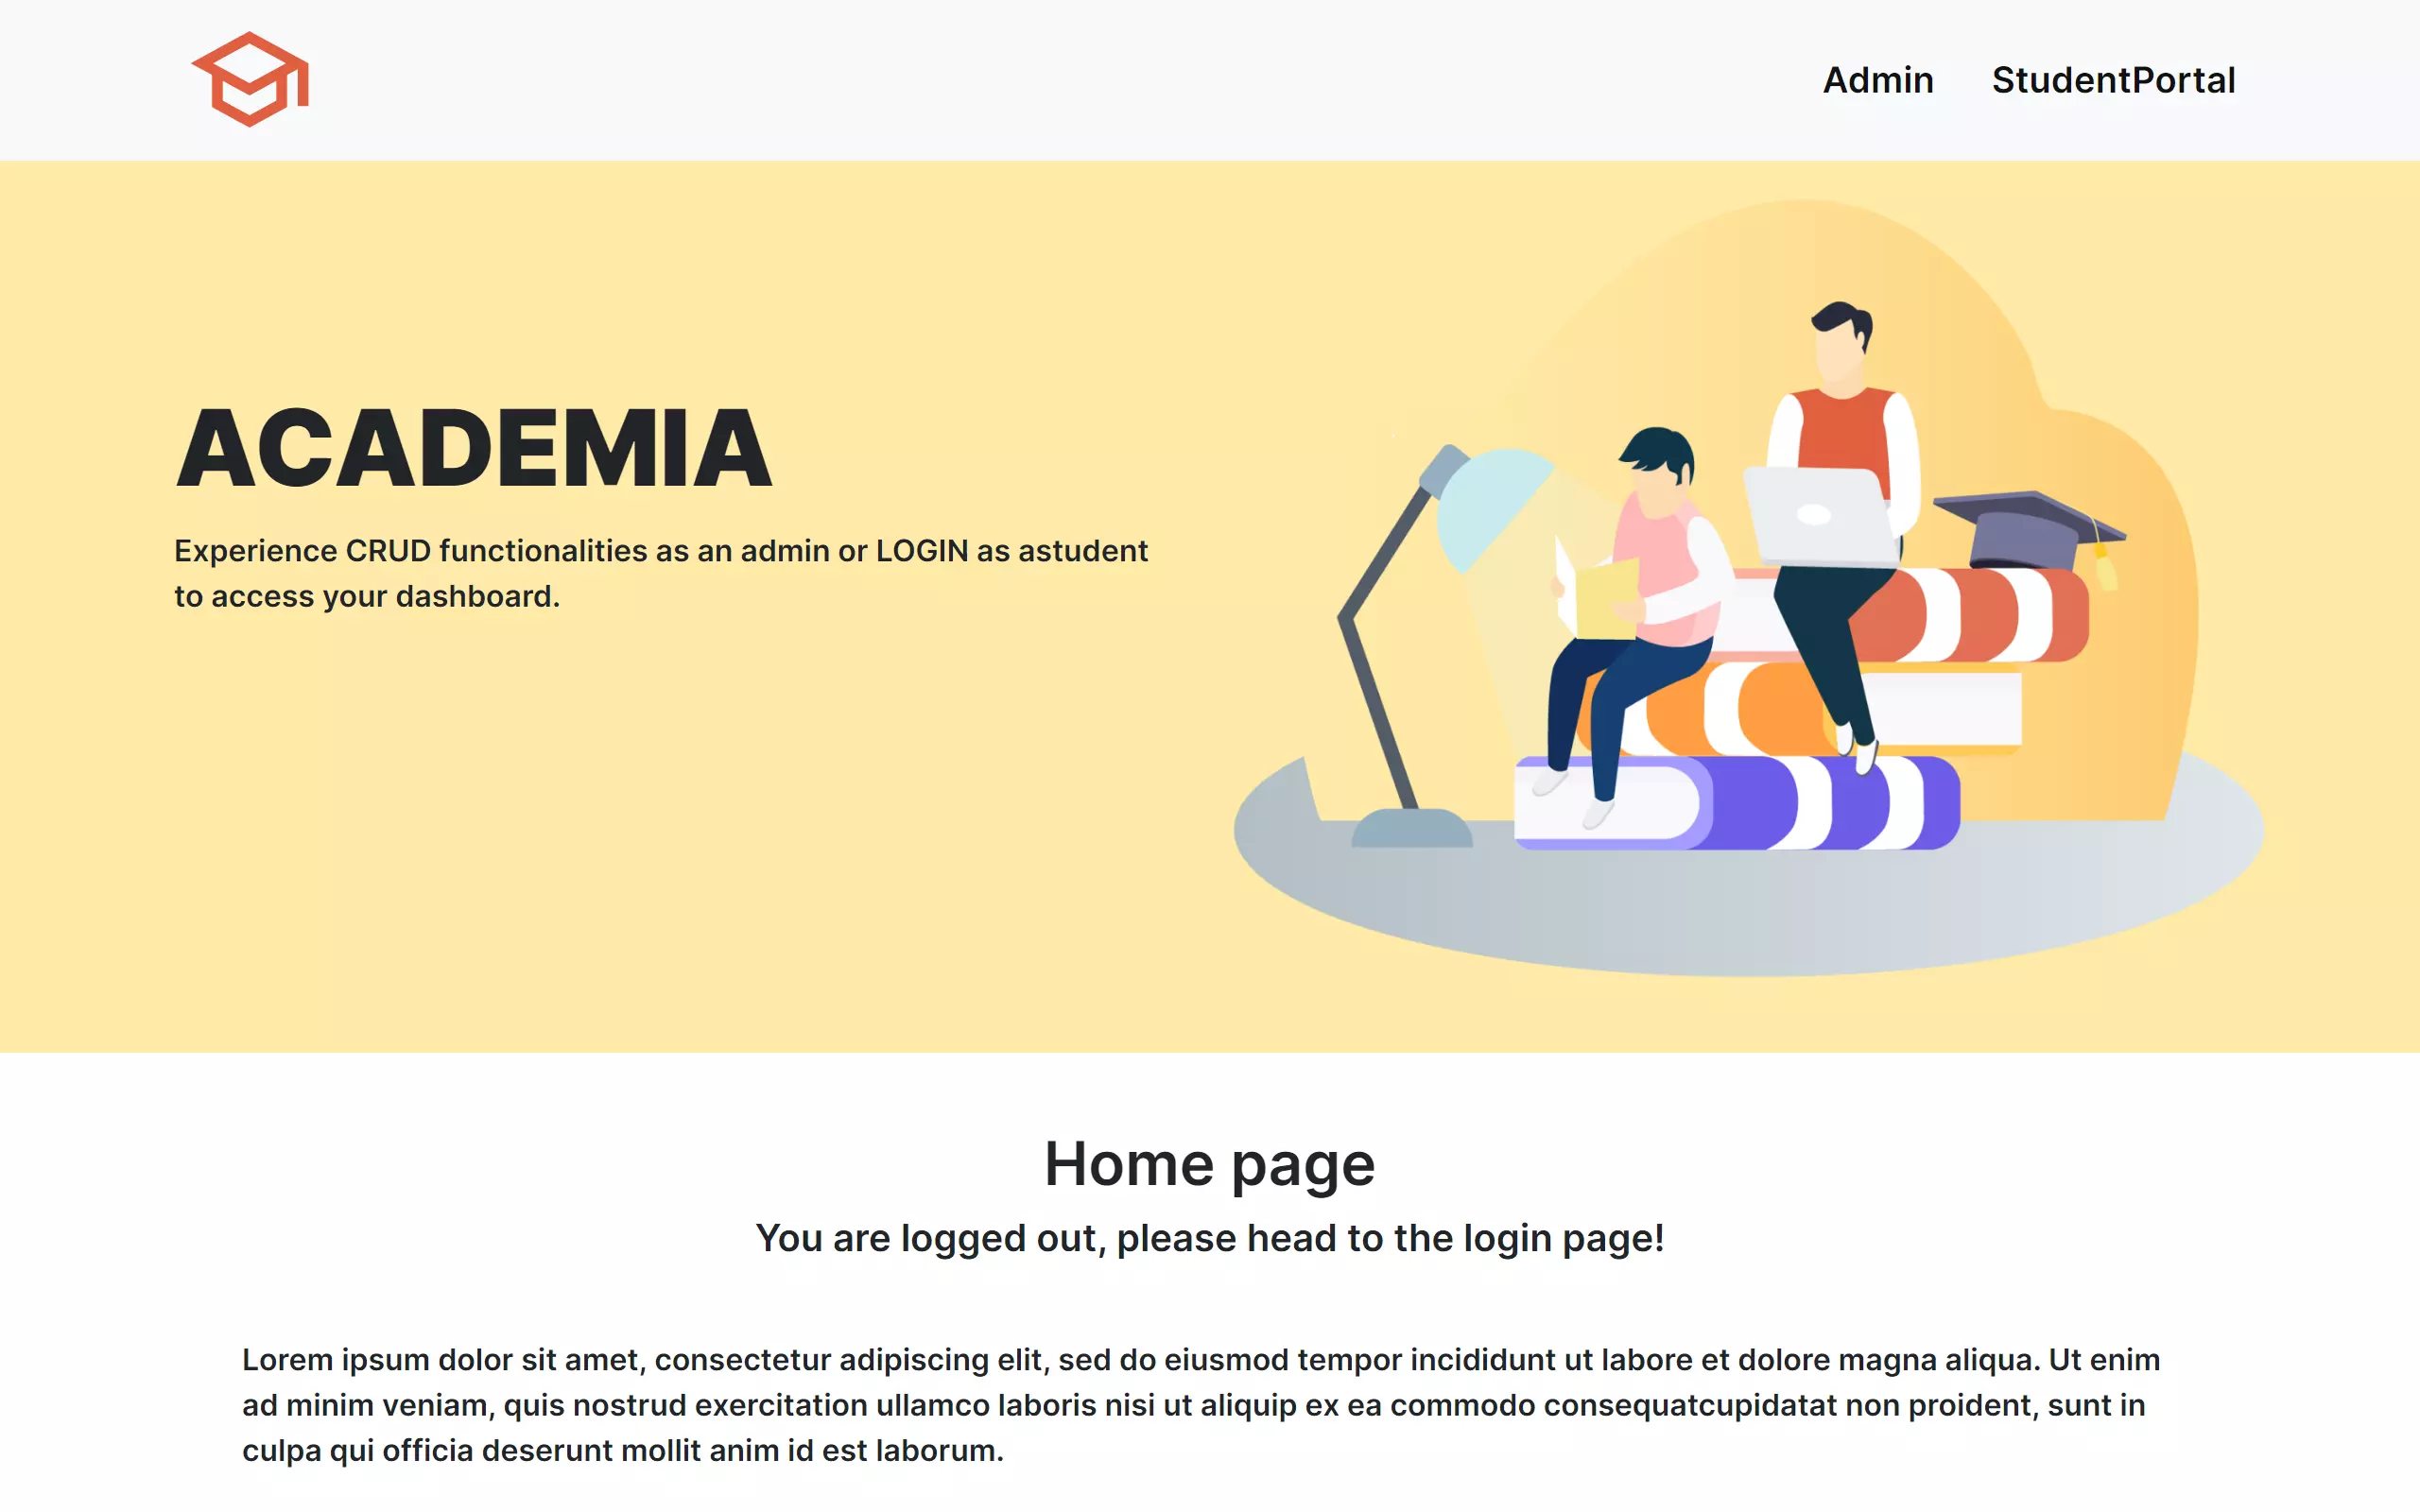 Admin StudentPortal
ACADEMIA
Experience CRUD functionalities as an admin or LOGIN as astudent
to access your dashboard.
Home page
You are logged out, please head to the login page!
Lorem ipsum dolor sit amet, consectetur adipiscing elit, sed do eiusmod tempor incididunt ut labore et dolore magna aliqua. Ut enim
ad minim veniam, quis nostrud exercitation ullamco laboris nisi ut aliquip ex ea commodo consequatcupidatat non proident, sunt in
culpa qui officia deserunt mollit anim id est laborum.